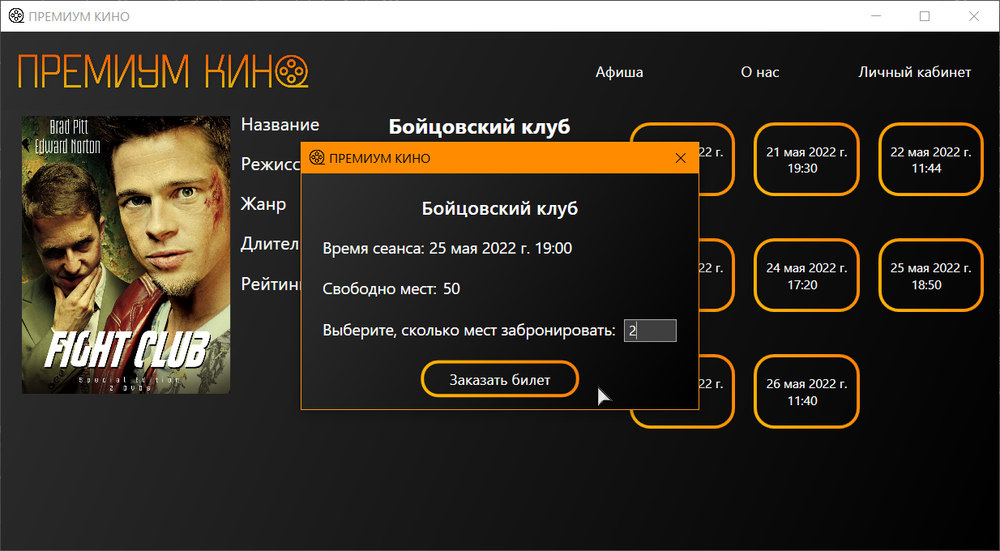 ПРЕМИУМ КИНО
ПРЕМИУМ КИНО
Афиша
О нас
Личный кабинет
Brad Pitt
Edward Norton
FIGHT CLUB
Special Edition
2 DVDs
Название
Бойцовский клуб
Режисс
Жанр
Длител
Рейтин
ПРЕМИУМ КИНО
Бойцовский клуб
Время сеанса: 25 мая 2022 г. 19:00
Свободно мест: 50
Выберите, сколько мест забронировать: 2
Заказать билет
22 г.
21 мая 2022 г.
19:30
22 мая 2022 г.
11:44
22 г.
24 мая 2022 г.
17:20
25 мая 2022 г.
18:50
22 г.
26 мая 2022 г.
11:40